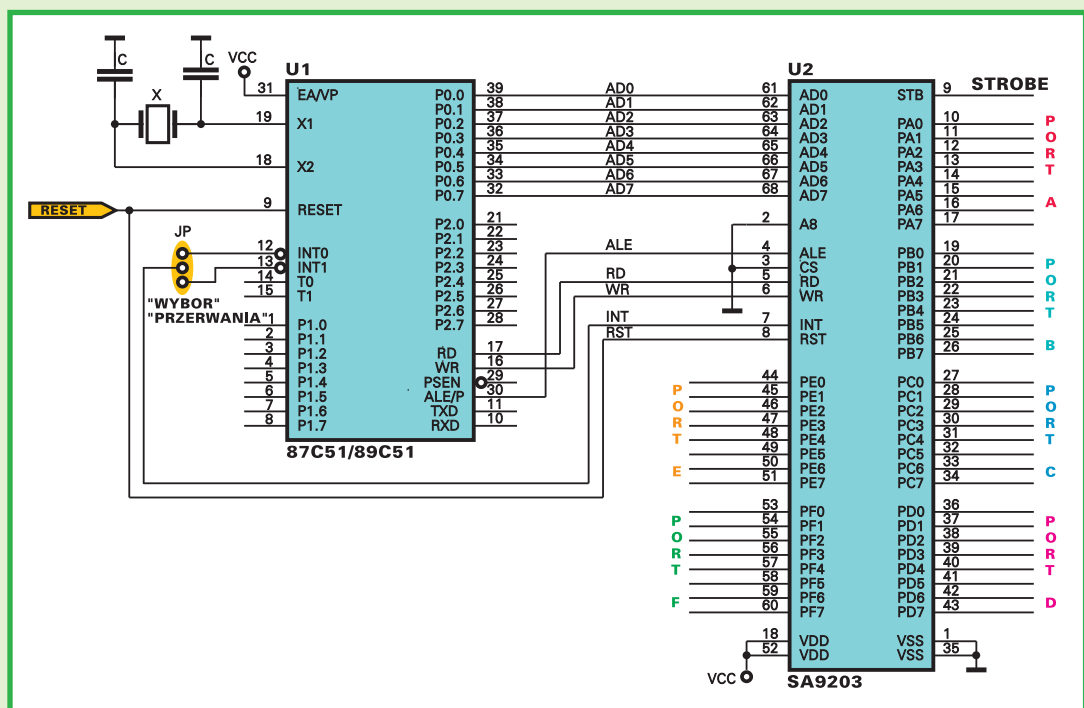 C
C
VCC
X
U1
31 EA/VP
19 X1
18 X2
RESET
9 RESET
JP
12 INT0
13 INT1
14 T0
15 T1
"WYBOR"
"PRZERWANIA"
1 P1.0
2 P1.1
3 P1.2
4 P1.3
5 P1.4
6 P1.5
7 P1.6
8 P1.7
P0.0 39
P0.1 38
P0.2 37
P0.3 36
P0.4 35
P0.5 34
P0.6 33
P0.7 32
P2.0 21
P2.1 22
P2.2 23
P2.3 24
P2.4 25
P2.5 26
P2.6 27
P2.7 28
RD 17
WR 16
PSEN 29
ALE/P 30
TXD 11
RXD 10
87C51/89C51
AD0
AD1
AD2
AD3
AD4
AD5
AD6
AD7
ALE
RD
WR
INT
RST
U2
61 AD0
62 AD1
63 AD2
64 AD3
65 AD4
66 AD5
67 AD6
68 AD7
2 A8
4 ALE
3 CS
5 RD
6 WR
7 INT
8 RST
PORT E
44 PE0
45 PE1
46 PE2
47 PE3
48 PE4
49 PE5
50 PE6
51 PE7
PORT F
53 PF0
54 PF1
55 PF2
56 PF3
57 PF4
58 PF5
59 PF6
60 PF7
18 VDD
52 VDD
VCC
STB 9 STROBE
PA0 10
PA1 11
PA2 12
PA3 13
PA4 14
PA5 15
PA6 16
PA7 17
PORT A
PB0 19
PB1 20
PB2 21
PB3 22
PB4 23
PB5 24
PB6 25
PB7 26
PORT B
PC0 27
PC1 28
PC2 29
PC3 30
PC4 31
PC5 32
PC6 33
PC7 34
PORT C
PD0 36
PD1 37
PD2 38
PD3 39
PD4 40
PD5 41
PD6 42
PD7 43
PORT D
VSS 1
VSS 35
SA9203